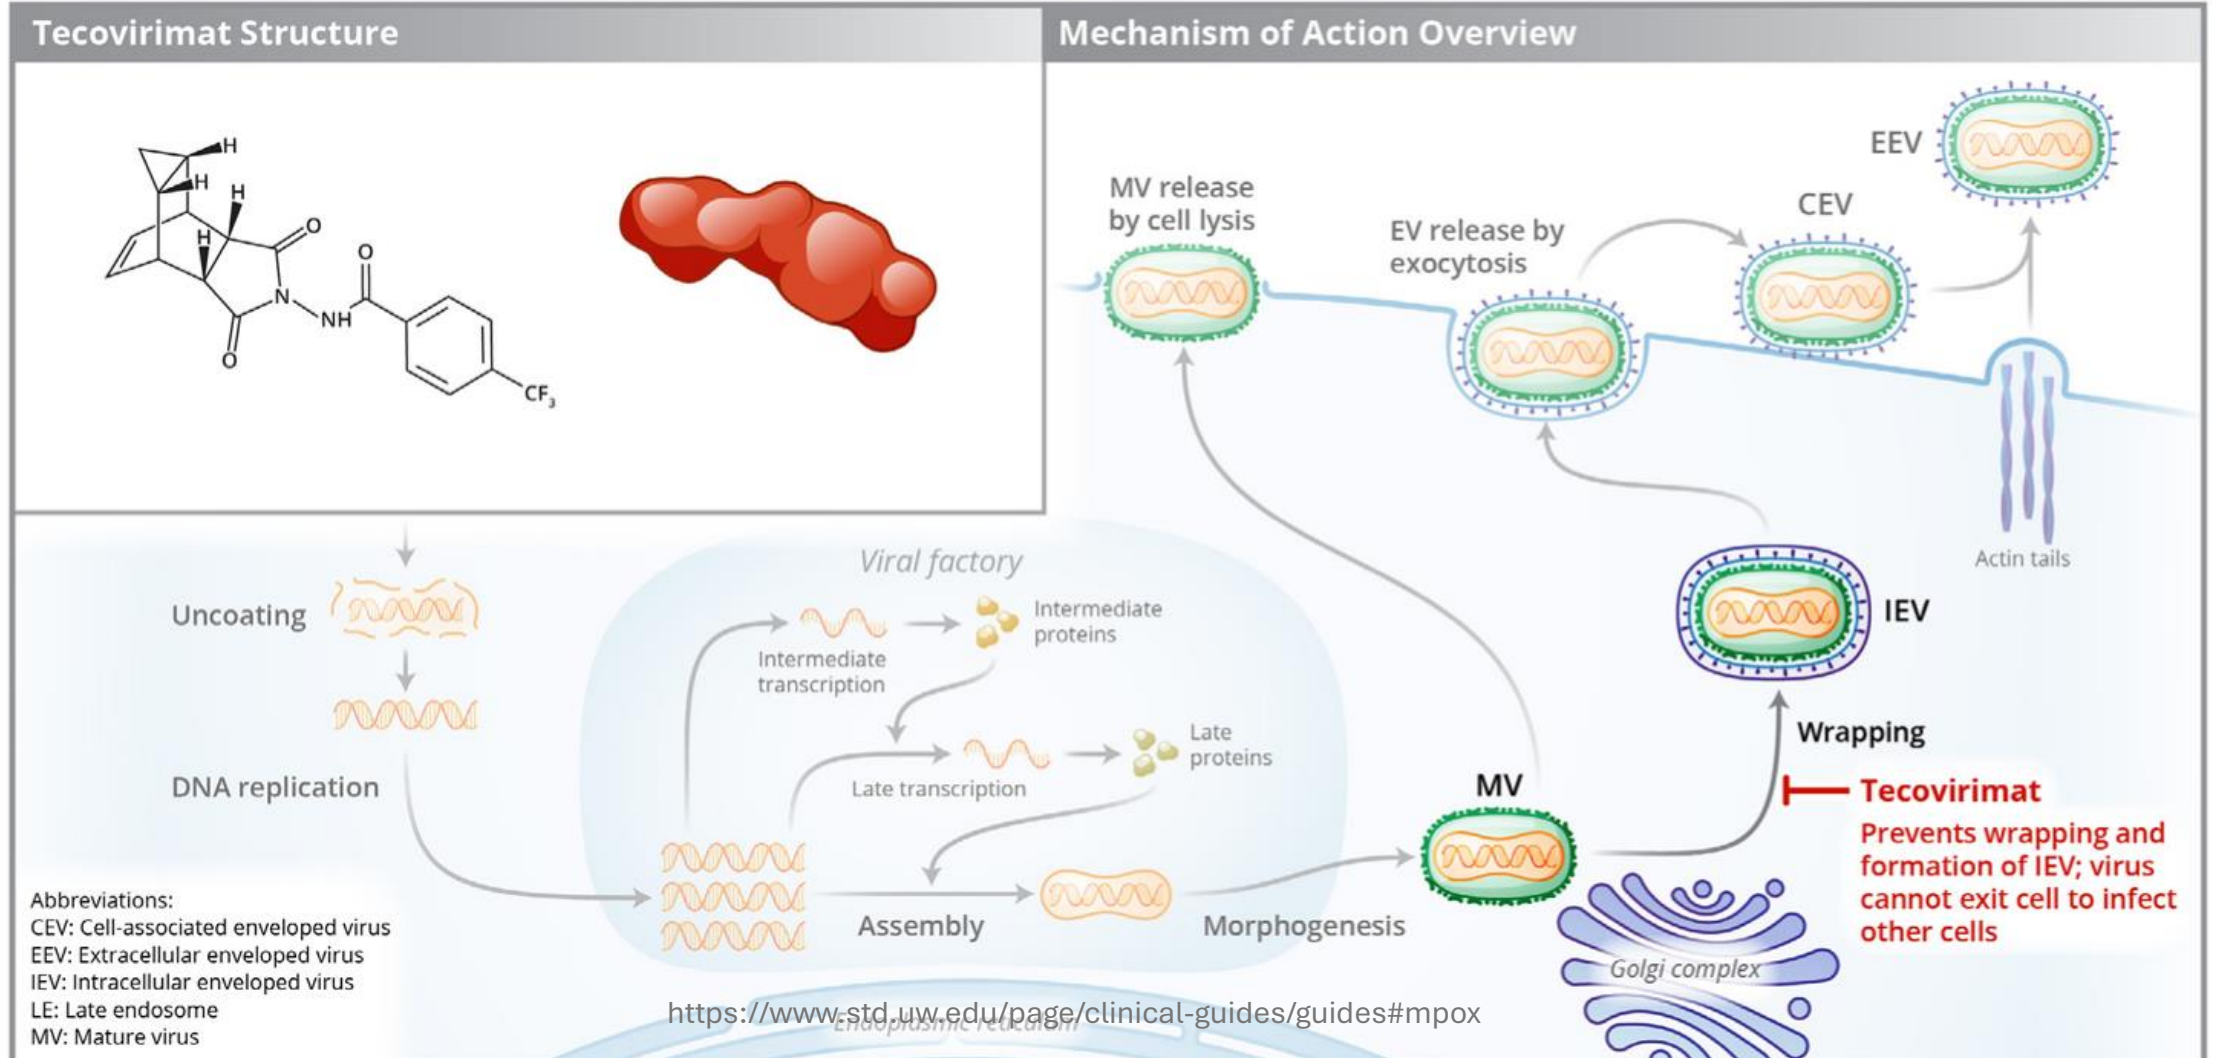 Tecovirimat Structure
Mechanism of Action Overview
H
H
H
H
O
O
O
N
NH
CF3
MV release
by cell lysis
EV release by
exocytosis
CEV
EEV
Actin tails
IEV
Wrapping
Tecovirimat
Prevents wrapping and
formation of IEV; virus
cannot exit cell to infect
other cells
MV
Golgi complex
Viral factory
Uncoating
DNA replication
Intermediate
transcription
Intermediate
proteins
Late transcription
Late
proteins
Assembly
Morphogenesis
Endoplasmic reticulum
https://www.std.uw.edu/page/clinical-guides/guides#mpox
Abbreviations:
CEV: Cell-associated enveloped virus
EEV: Extracellular enveloped virus
IEV: Intracellular enveloped virus
LE: Late endosome
MV: Mature virus